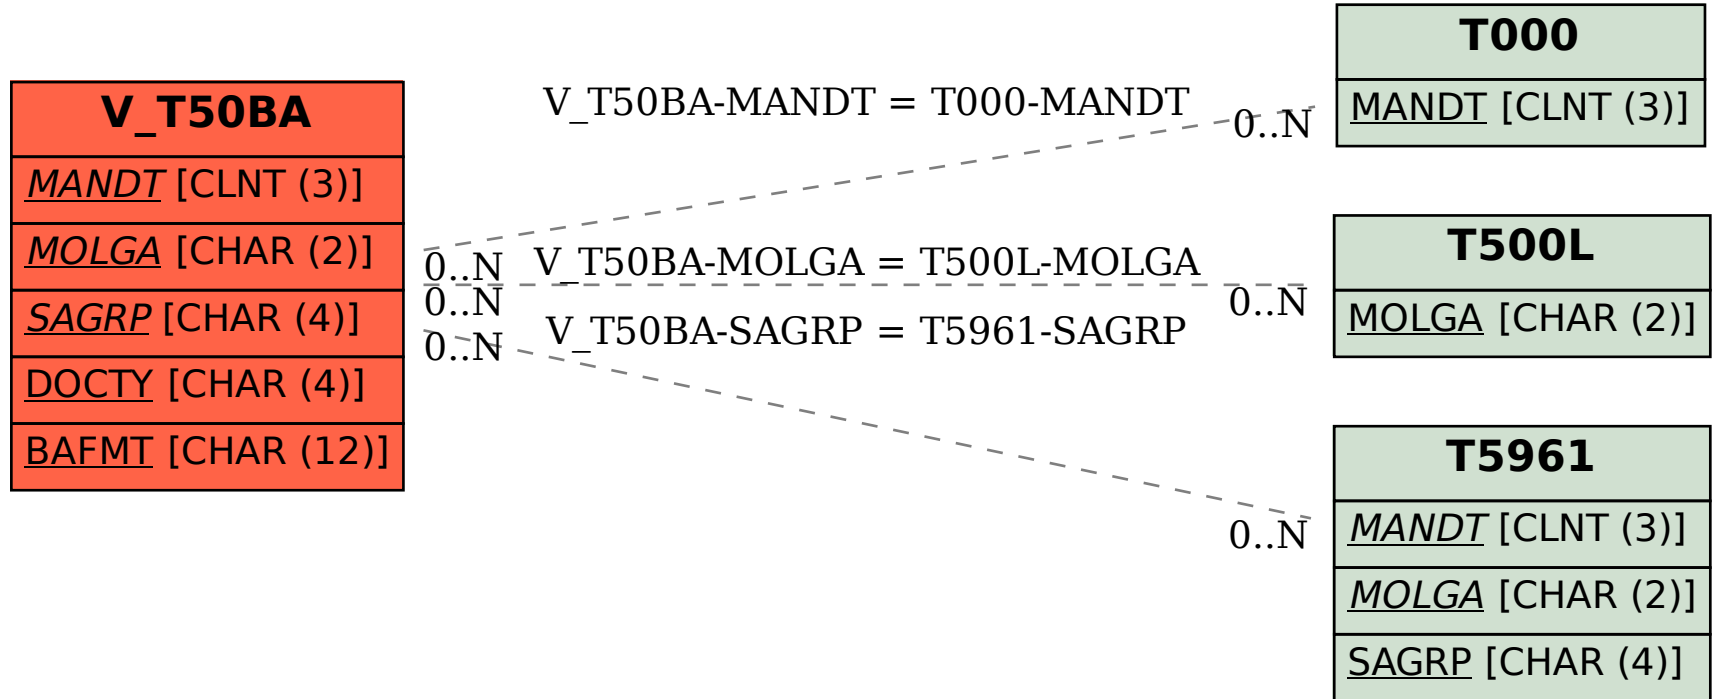 V_T50BA
MANDT [CLNT (3)]
MOLGA [CHAR (2)]
SAGRP [CHAR (4)]
DOCTY [CHAR (4)]
BAFMT [CHAR (12)]
V_T50BA-MANDT = T000-MANDT
0..N
0..N
V_T50BA-MOLGA = T500L-MOLGA
0..N
0..N
V_T50BA-SAGRP = T5961-SAGRP
0..N
0..N
T000
MANDT [CLNT (3)]
T500L
MOLGA [CHAR (2)]
T5961
MANDT [CLNT (3)]
MOLGA [CHAR (2)]
SAGRP [CHAR (4)]